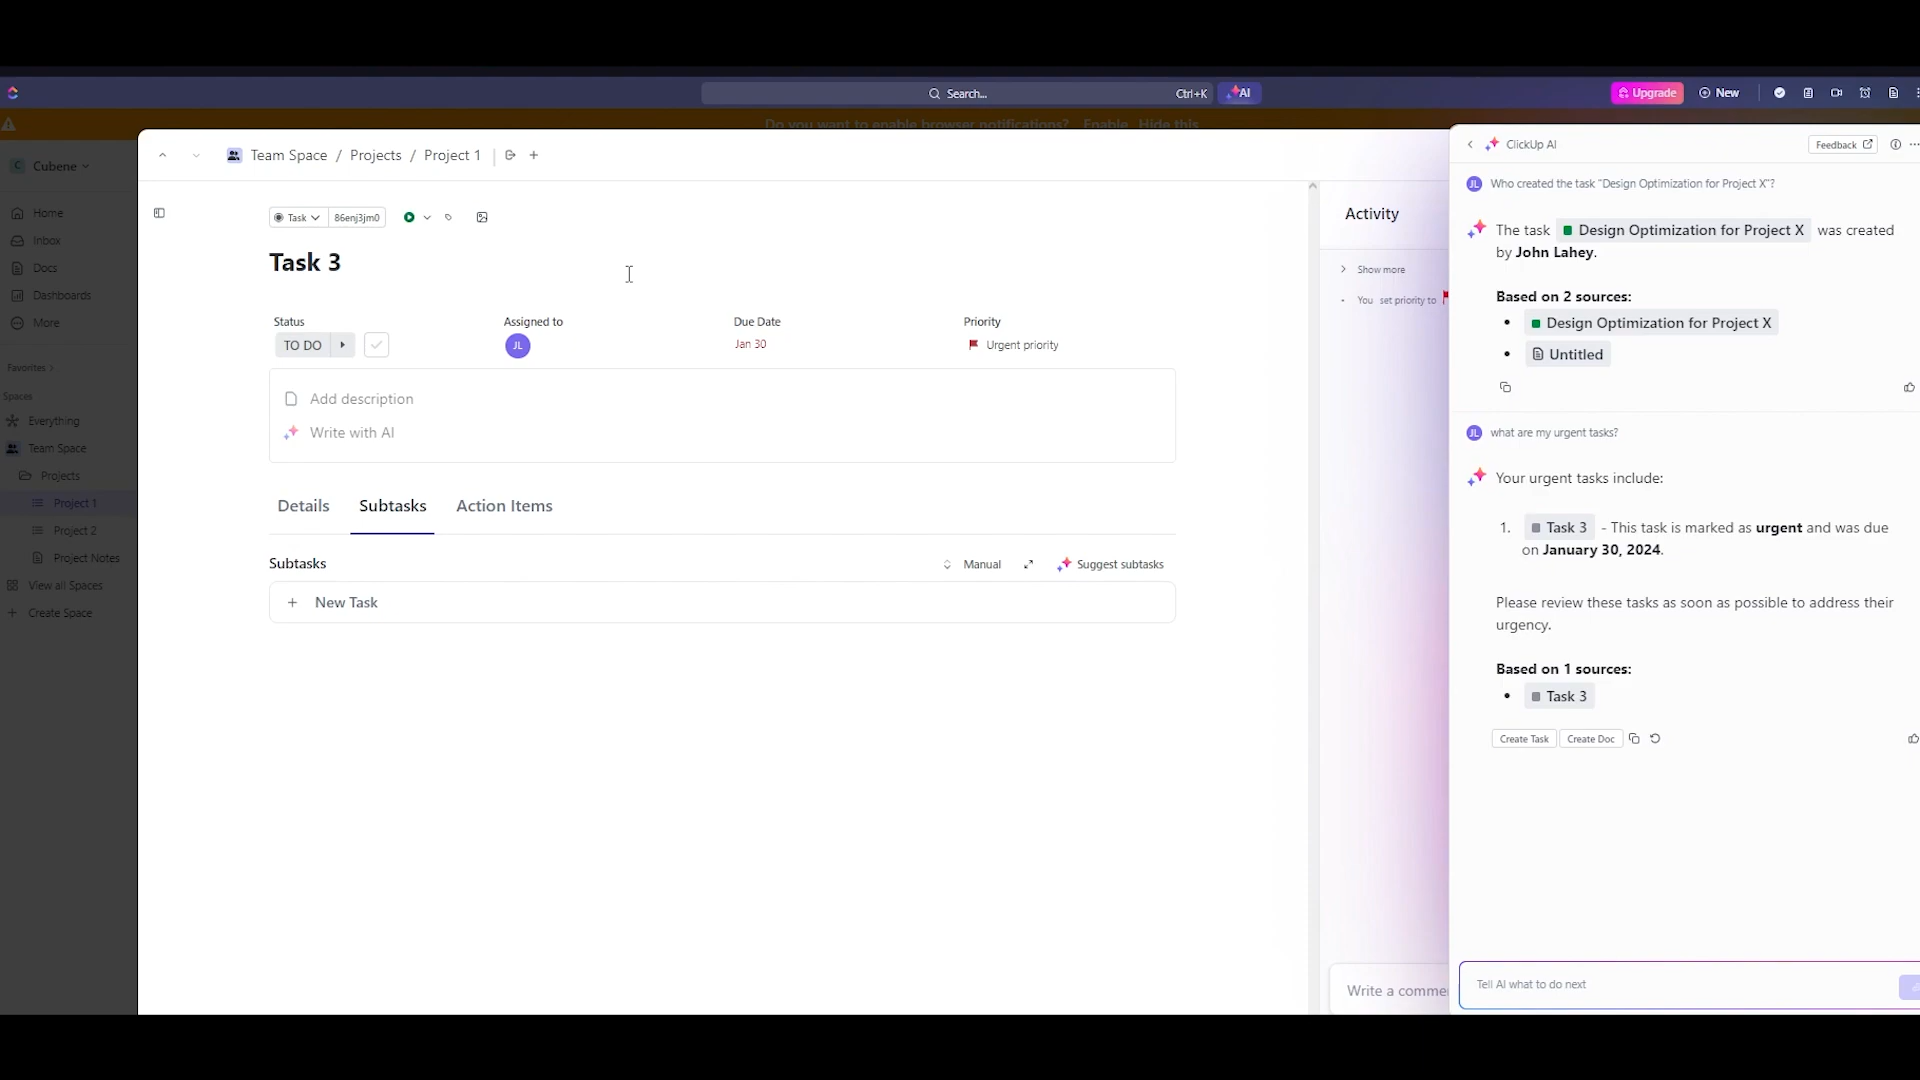 Search...
Ctrl+K
AI
Upgrade
New
Do you want to enable browser notifications? Enable Hide this
Cubene
Home
Inbox
Docs
Dashboards
More
Favorites
Spaces
Everything
Team Space
Projects
Project 1
Project 2
Project Notes
View all Spaces
Create Space
Team Space / Projects / Project 1
Task
86enj3jm0
Task 3
Status
TO DO
Assigned to
JL
Due Date
Jan 30
Priority
Urgent priority
Add description
Write with AI
Details
Subtasks
Action Items
Subtasks
Manual
Suggest subtasks
New Task
Activity
Show more
You set priority to
Write a comme
ClickUp AI
Feedback
JL Who created the task "Design Optimization for Project X"?
The task Design Optimization for Project X was created
by John Lahey.
Based on 2 sources:
• Design Optimization for Project X
• Untitled
JL what are my urgent tasks?
Your urgent tasks include:
1. Task 3 - This task is marked as urgent and was due
on January 30, 2024.
Please review these tasks as soon as possible to address their
urgency.
Based on 1 sources:
• Task 3
Create Task
Create Doc
Tell AI what to do next